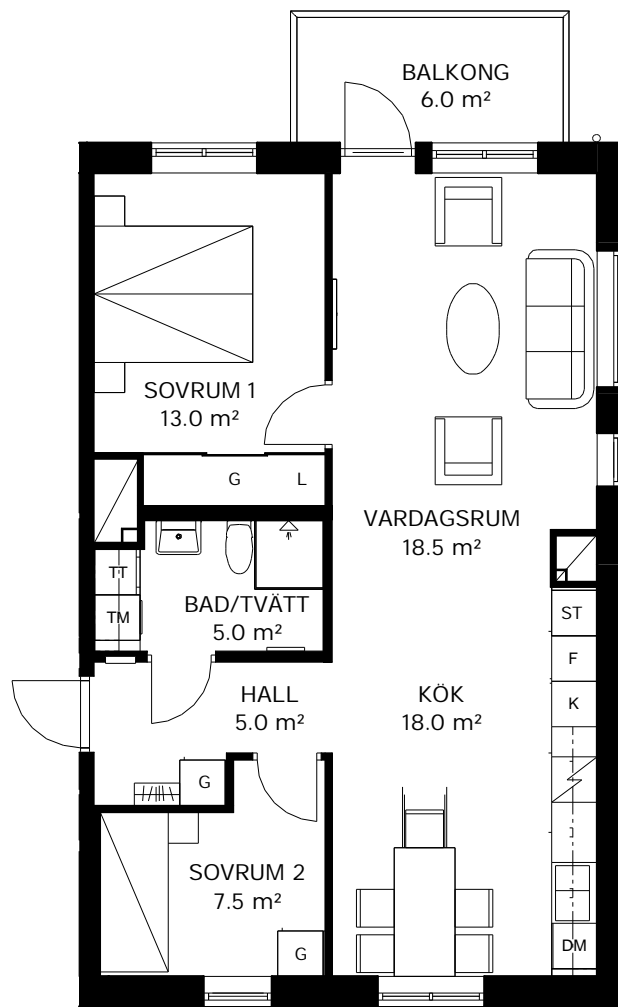 BALKONG
6.0 m²
SOVRUM 1
13.0 m²
G
L
VARDAGSRUM
18.5 m²
TT
TM
BAD/TVÄTT
5.0 m²
ST
F
K
HALL
5.0 m²
KÖK
18.0 m²
G
SOVRUM 2
7.5 m²
G
DM